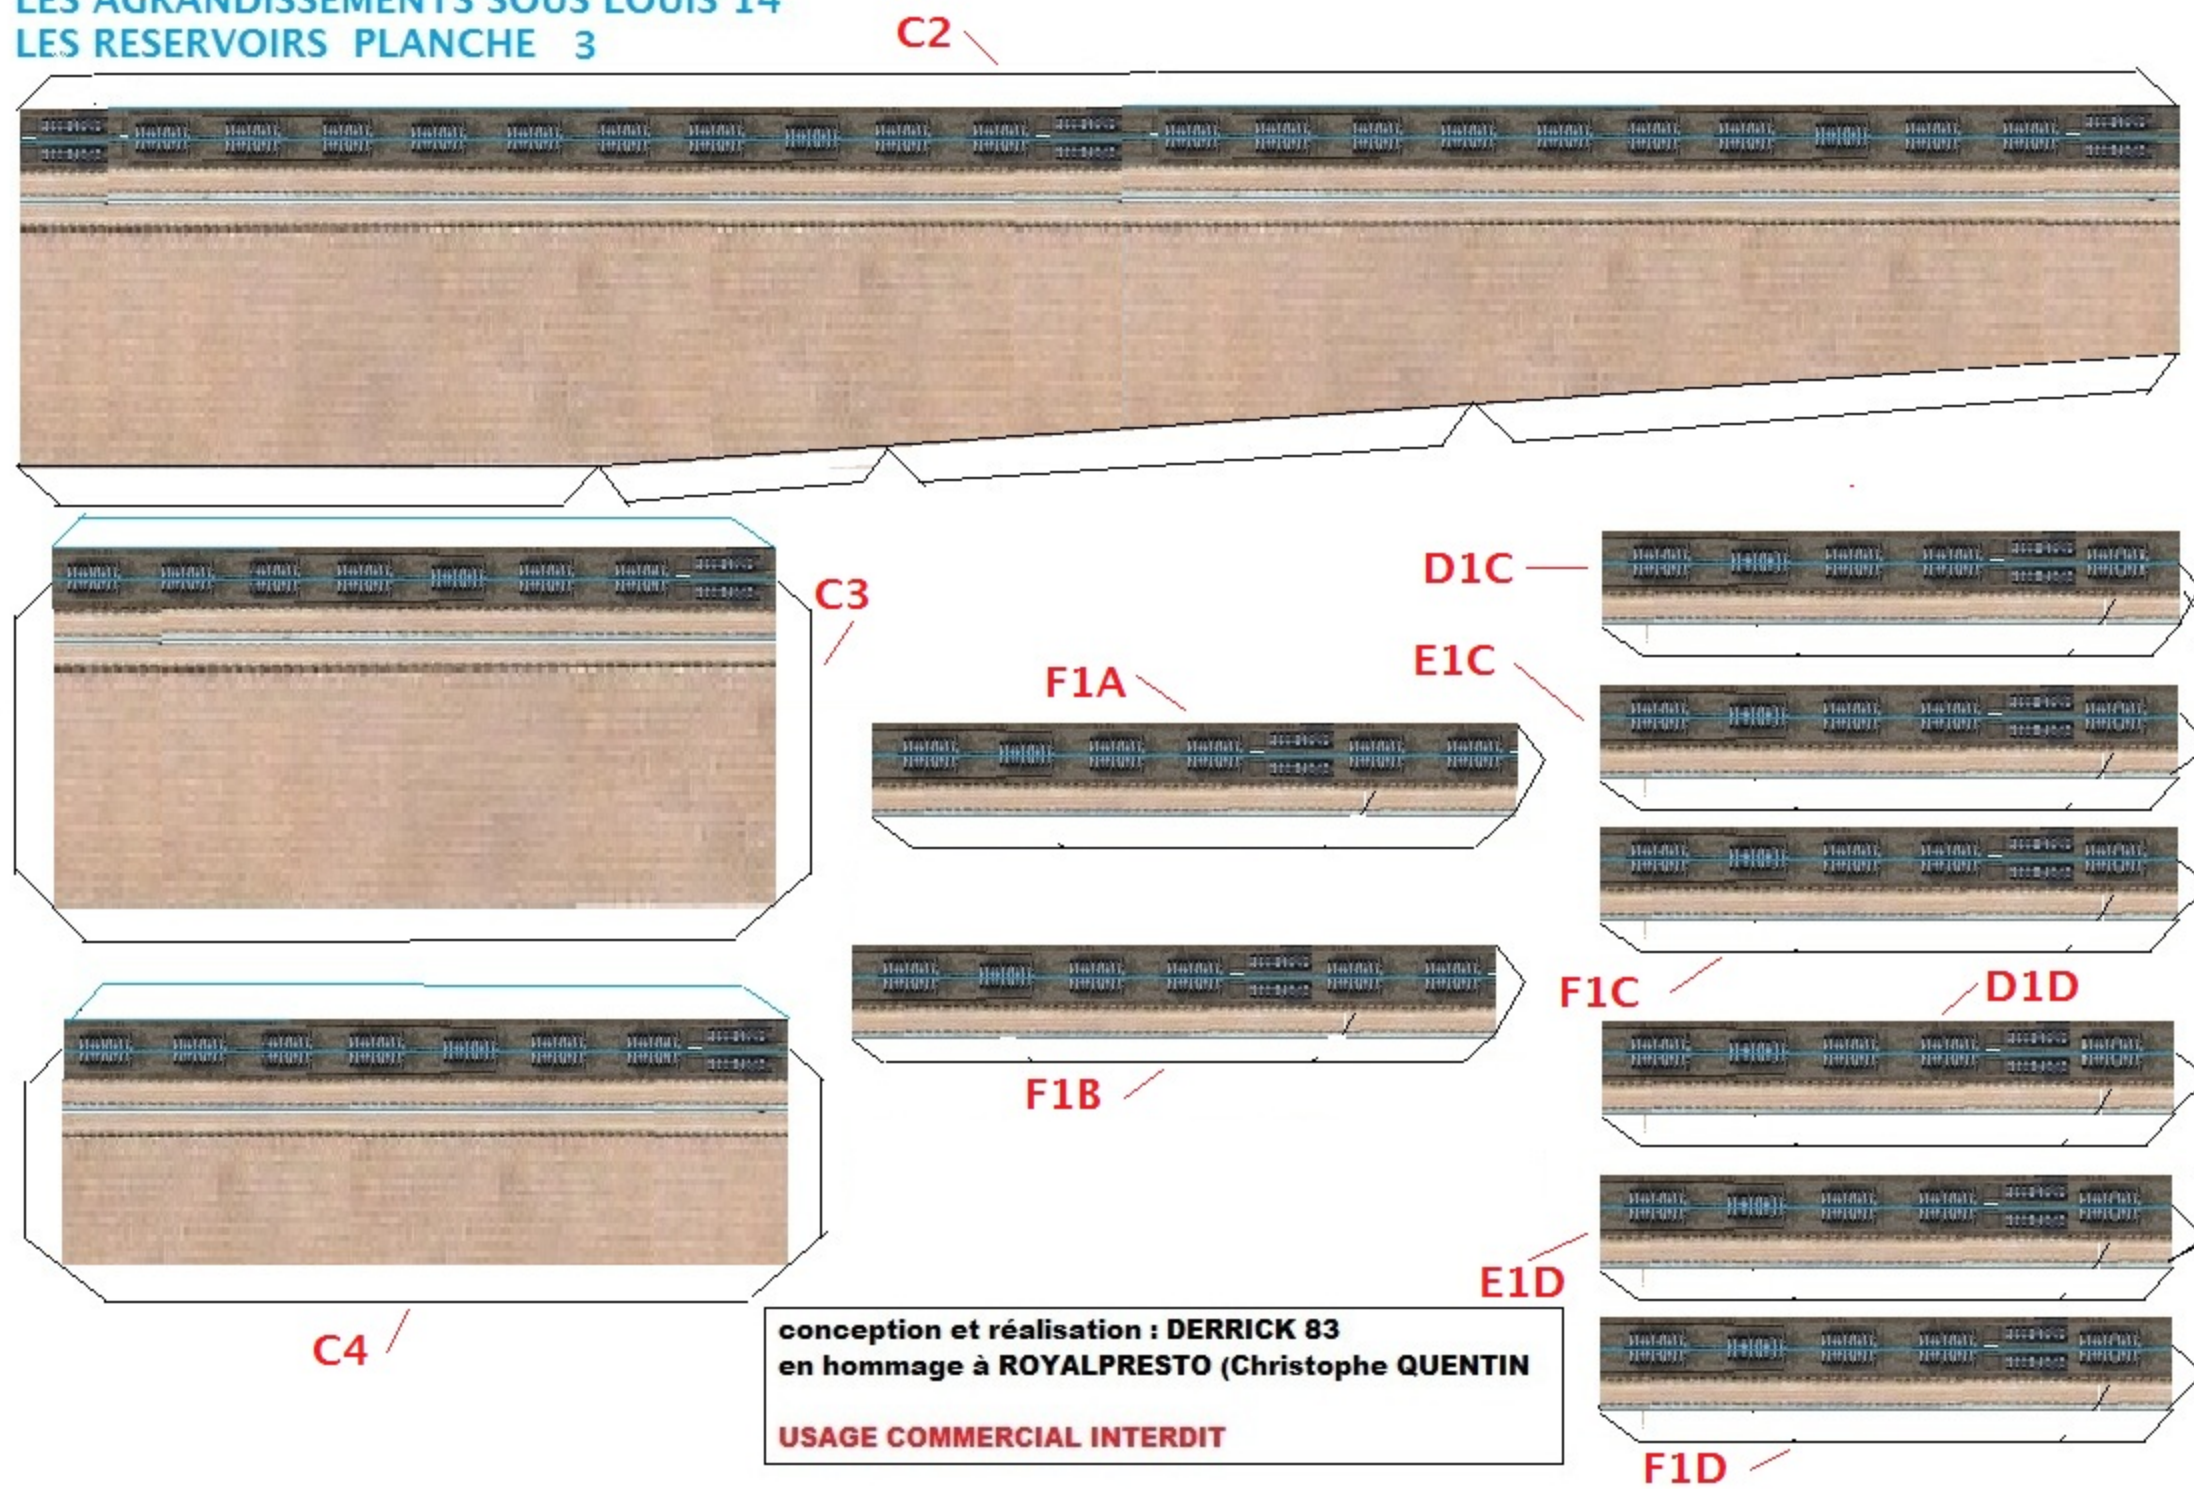 LES AGRANDISSEMENTS SOUS LOUIS 14
LES RESERVOIRS PLANCHE 3
C2
C3
D1C
E1C
F1A
F1C
D1D
F1B
E1D
C4
F1D
conception et réalisation : DERRICK 83
en hommage à ROYALPRESTO (Christophe QUENTIN
USAGE COMMERCIAL INTERDIT